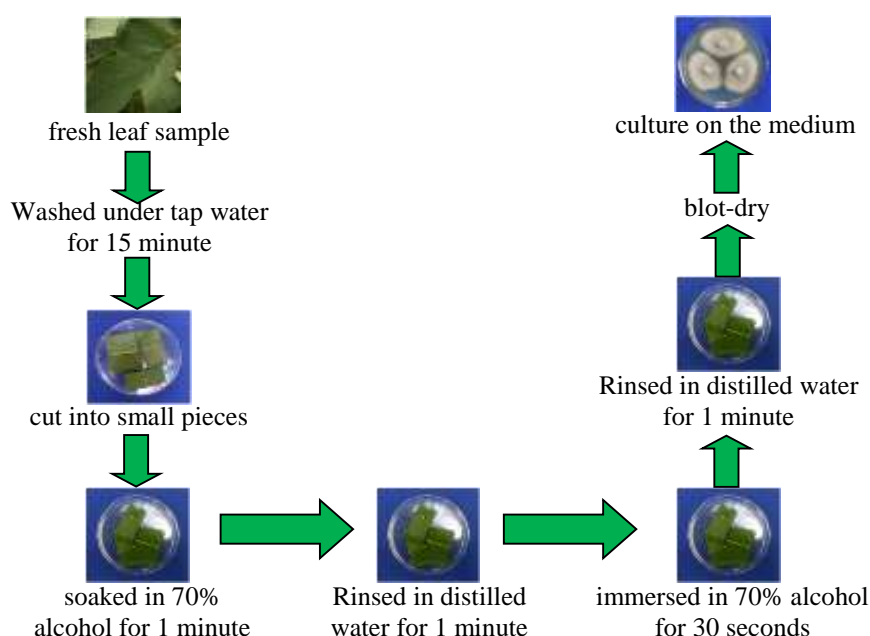 fresh leaf sample
Washed under tap water
for 15 minute
cut into small pieces
soaked in 70%
alcohol for 1 minute
Rinsed in distilled
water for 1 minute
immersed in 70% alcohol
for 30 seconds
Rinsed in distilled water
for 1 minute
blot-dry
culture on the medium